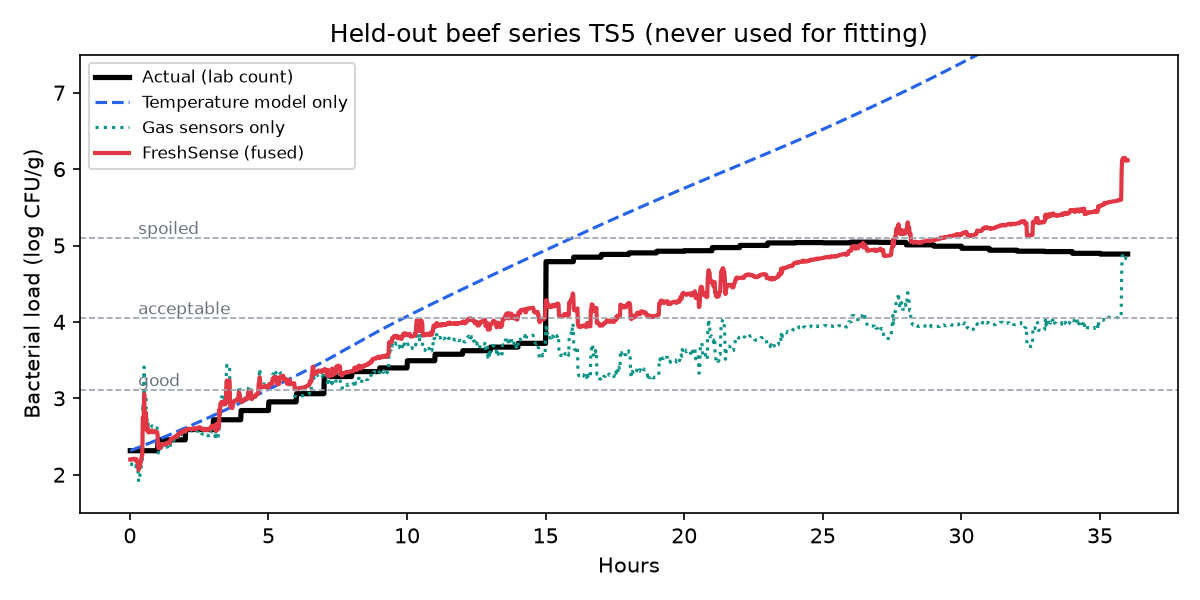 Held-out beef series TS5 (never used for fitting)
Actual (lab count)
Temperature model only
Gas sensors only
FreshSense (fused)
Bacterial load (log CFU/g)
7
6
5
4
3
2
spoiled
acceptable
good
0
5
10
15
20
25
30
35
Hours